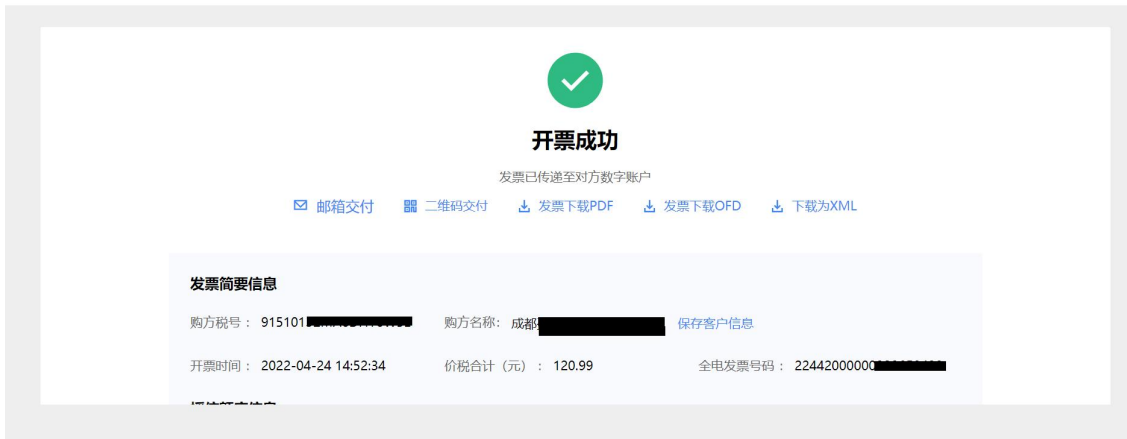 开票成功
发票已传递至对方数字账户
邮箱交付 二维码交付 发票下载PDF 发票下载OFD 下载为XML
发票简要信息
购方税号： 915101 购方名称： 成都 保存客户信息
开票时间： 2022-04-24 14:52:34 价税合计（元）： 120.99 全电发票号码： 22442000000